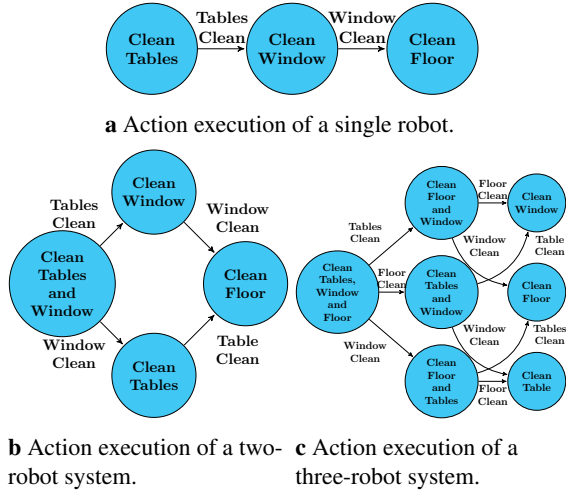 Tables
Clean
Window
Clean
Clean
Tables
Clean
Window
Clean
Floor
a Action execution of a single robot.
Clean
Window
Tables
Clean
Window
Clean
Clean
Tables
and
Window
Clean
Floor
Window
Clean
Table
Clean
Clean
Tables
Clean
Floor
and
Window
Floor
Clean
Clean
Window
Tables
Clean
Window
Clean
Table
Clean
Clean
Tables,
Window
and
Floor
Floor
Clean
Clean
Tables
and
Window
Clean
Floor
Window
Clean
Window
Clean
Tables
Clean
Clean
Floor
and
Tables
Floor
Clean
Clean
Table
b Action execution of a two-
robot system.
c Action execution of a
three-robot system.